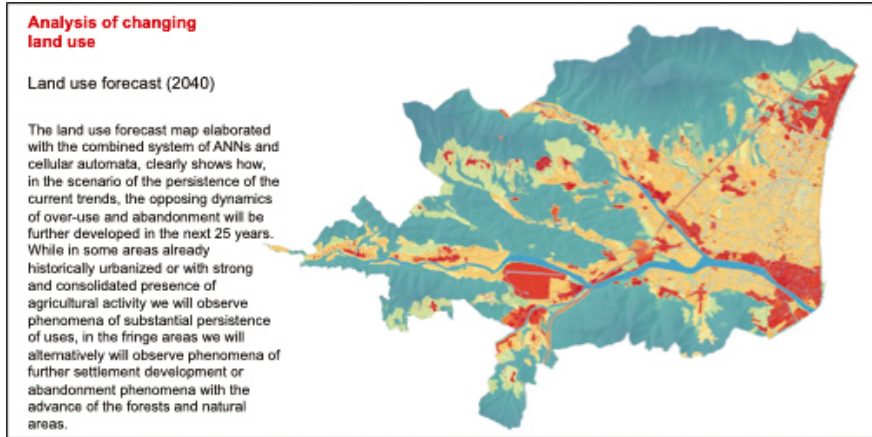 Analysis of changing
land use
Land use forecast (2040)
The land use forecast map elaborated
with the combined system of ANNs and
cellular automata, clearly shows how,
in the scenario of the persistence of the
current trends, the opposing dynamics
of over-use and abandonment will be
further developed in the next 25 years.
While in some areas already
historically urbanized or with strong
and consolidated presence of
agricultural activity we will observe
phenomena of substantial persistence
of uses, in the fringe areas we will
alternatively will observe phenomena of
further settlement development or
abandonment phenomena with the
advance of the forests and natural
areas.